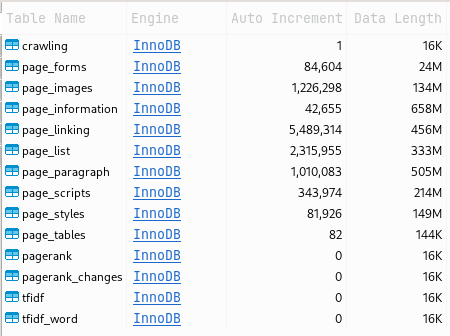 Table Name Engine Auto Increment Data Length
crawling InnoDB 1 16K
page_forms InnoDB 84,604 24M
page_images InnoDB 1,226,298 134M
page_information InnoDB 42,655 658M
page_linking InnoDB 5,489,314 456M
page_list InnoDB 2,315,955 333M
page_paragraph InnoDB 1,010,083 505M
page_scripts InnoDB 343,974 214M
page_styles InnoDB 81,926 149M
page_tables InnoDB 82 144K
pagerank InnoDB 0 16K
pagerank_changes InnoDB 0 16K
tfidf InnoDB 0 16K
tfidf_word InnoDB 0 16K